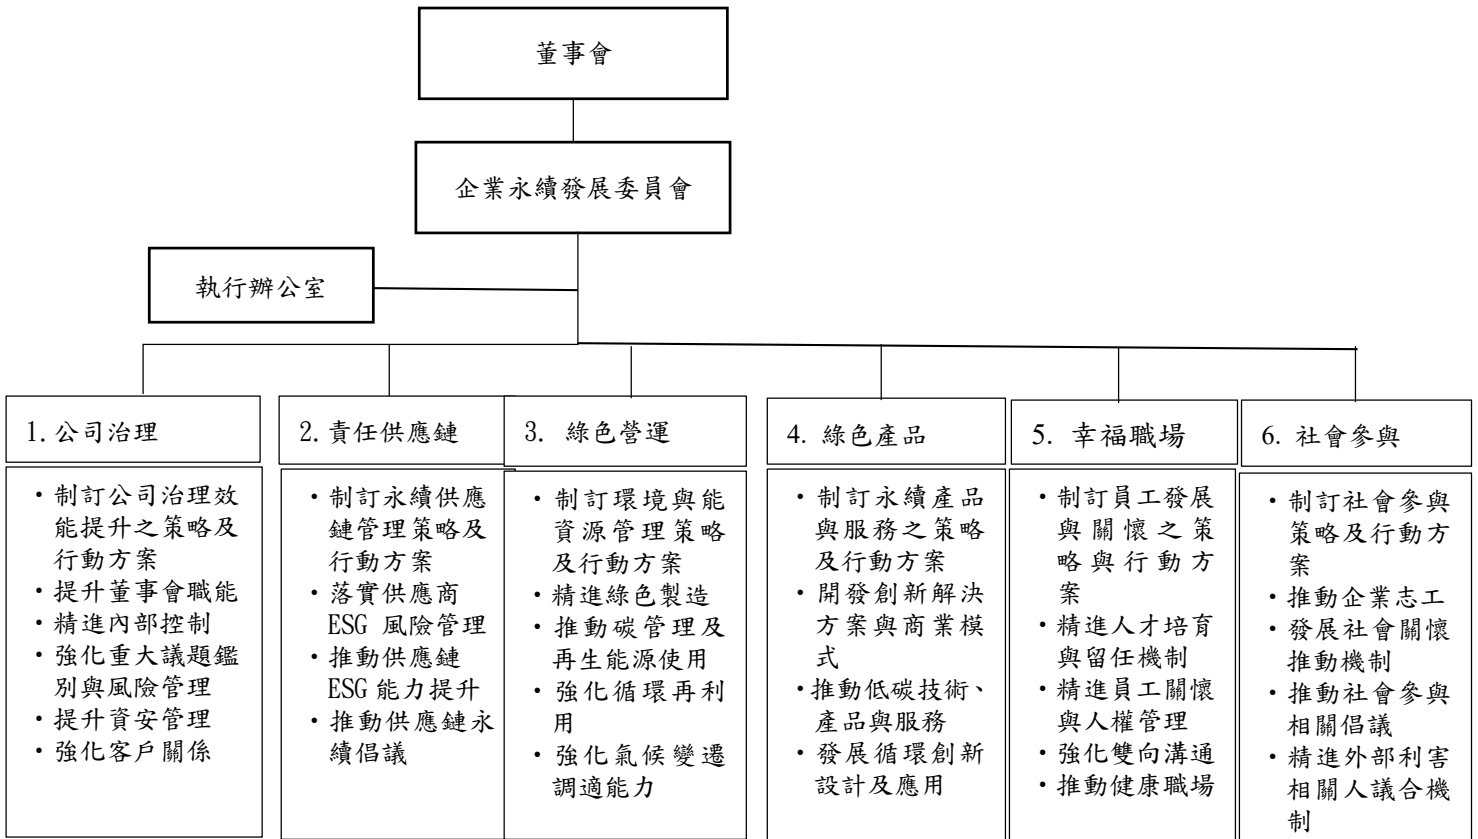 董事會
企業永續發展委員會
執行辦公室
1.公司治理
・制訂公司治理效
能提升之策略及
行動方案
・提升董事會職能
・精進內部控制
・強化重大議題鑑
別與風險管理
・提升資安管理
・強化客戶關係
2.責任供應鏈
・制訂永續供應
鏈管理策略及
行動方案
・落實供應商
ESG 風險管理
・推動供應鏈
ESG 能力提升
・推動供應鏈永
續倡議
3. 綠色營運
・制訂環境與能
資源管理策略
及行動方案
・精進綠色製造
・推動碳管理及
再生能源使用
・強化循環再利
用
・強化氣候變遷
調適能力
4. 綠色產品
・制訂永續產品
與服務之策略
及行動方案
・開發創新解決
方案與商業模
式
・推動低碳技術、
產品與服務
・發展循環創新
設計及應用
5. 幸福職場
・制訂員工發展
與關懷之策
略與行動方
案
・精進人才培育
與留任機制
・精進員工關懷
與人權管理
・強化雙向溝通
・推動健康職場
6. 社會參與
・制訂社會參與
策略及行動方
案
・推動企業志工
・發展社會關懷
推動機制
・推動社會參與
相關倡議
・精進外部利害
相關人議合機
制